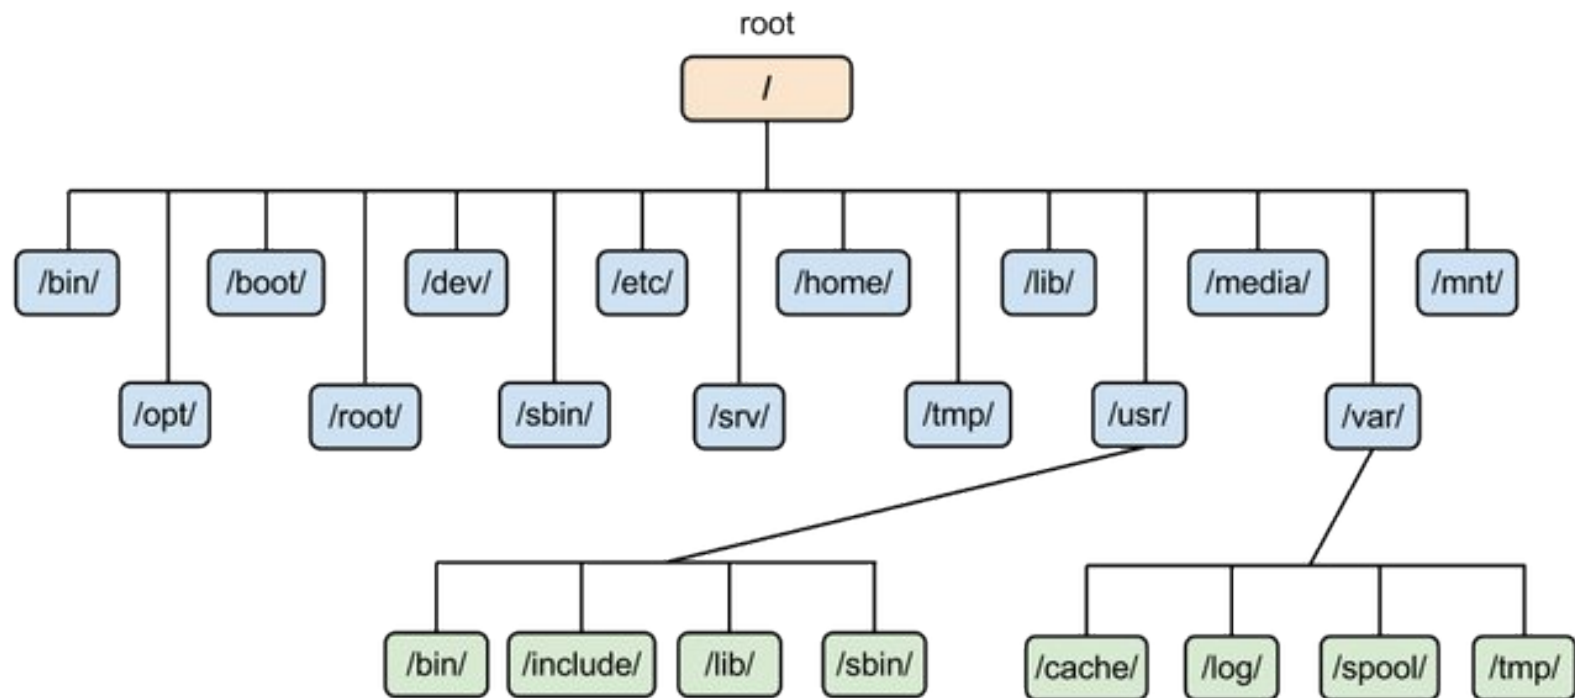 root
/
/bin/
/boot/
/dev/
/etc/
/home/
/lib/
/media/
/mnt/
/opt/
/root/
/sbin/
/srv/
/tmp/
/usr/
/var/
/bin/
/include/
/lib/
/sbin/
/cache/
/log/
/spool/
/tmp/